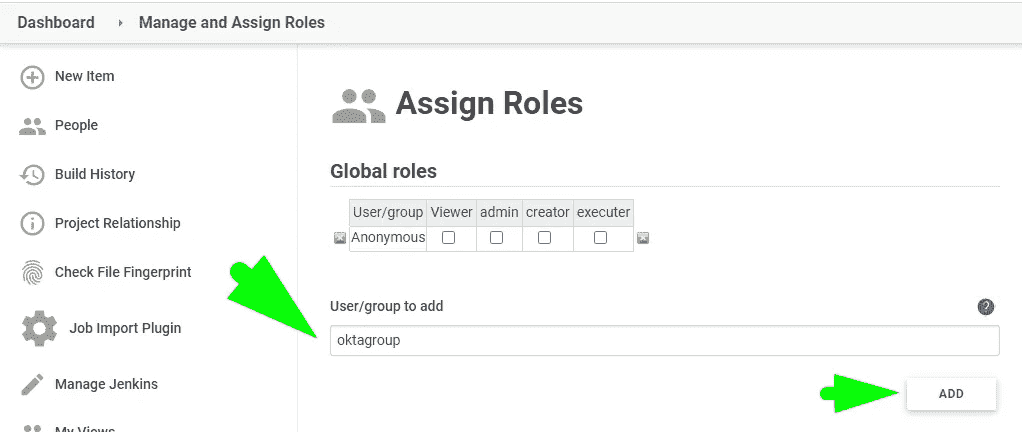 Dashboard Manage and Assign Roles
New Item
People
Build History
Project Relationship
Check File Fingerprint
Job Import Plugin
Manage Jenkins
My Views
Assign Roles
Global roles
User/group Viewer admin creator executer
Anonymous
User/group to add
?
oktagroup
ADD